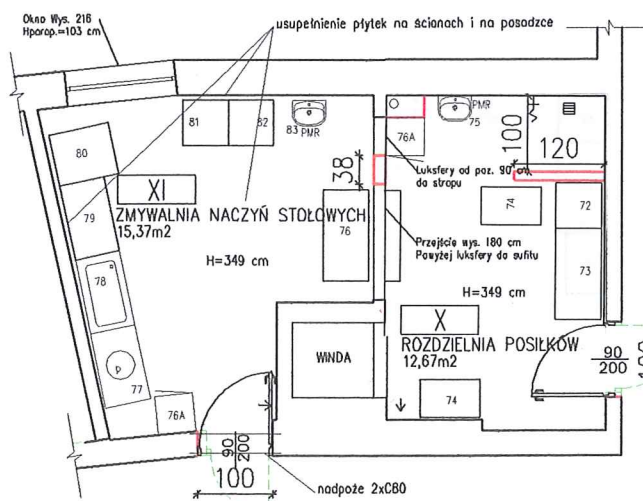 Okno Wys. 216
Hparap.=103 cm
usupełnienie płytek na ścianach i na posadzce
81
82
83 PMR
PMR
75
76A
100
120
80
38
Luksfery od poz. 90 cm
do stropu
XI
ZMYWALNIA NACZYŃ STOŁOWYCH
15,37m2
79
76
74
72
H=349 cm
Przejście wys. 180 cm
Powyżej luksfery do sufitu
73
78
H=349 cm
X
ROZDZIELNIA POSIŁKÓW
12,67m2
WINDA
90
200
P
77
76A
74
90
200
100
nadpoże 2xC80